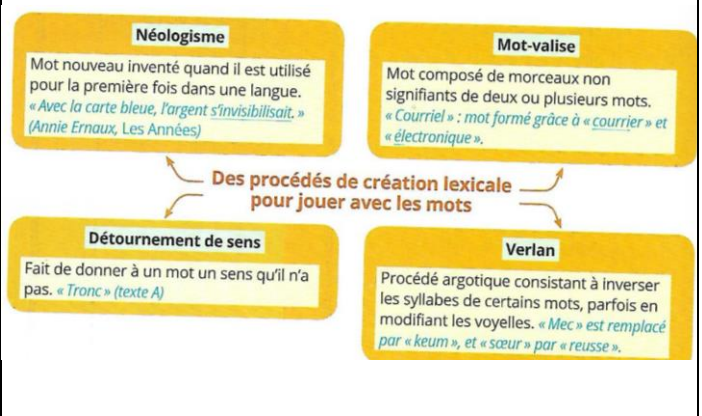 Néologisme
Mot nouveau inventé quand il est utilisé
pour la première fois dans une langue.
« Avec la carte bleue, l'argent s'invisibilisait. »
(Annie Ernaux, Les Années)
Mot-valise
Mot composé de morceaux non
signifiants de deux ou plusieurs mots.
« Courriel » : mot formé grâce à « courrier » et
« électronique ».
Des procédés de création lexicale
pour jouer avec les mots
Détournement de sens
Fait de donner à un mot un sens qu'il n'a
pas. « Tronc » (texte A)
Verlan
Procédé argotique consistant à inverser
les syllabes de certains mots, parfois en
modifiant les voyelles. « Mec » est remplacé
par « keum », et « sœur » par « reusse ».